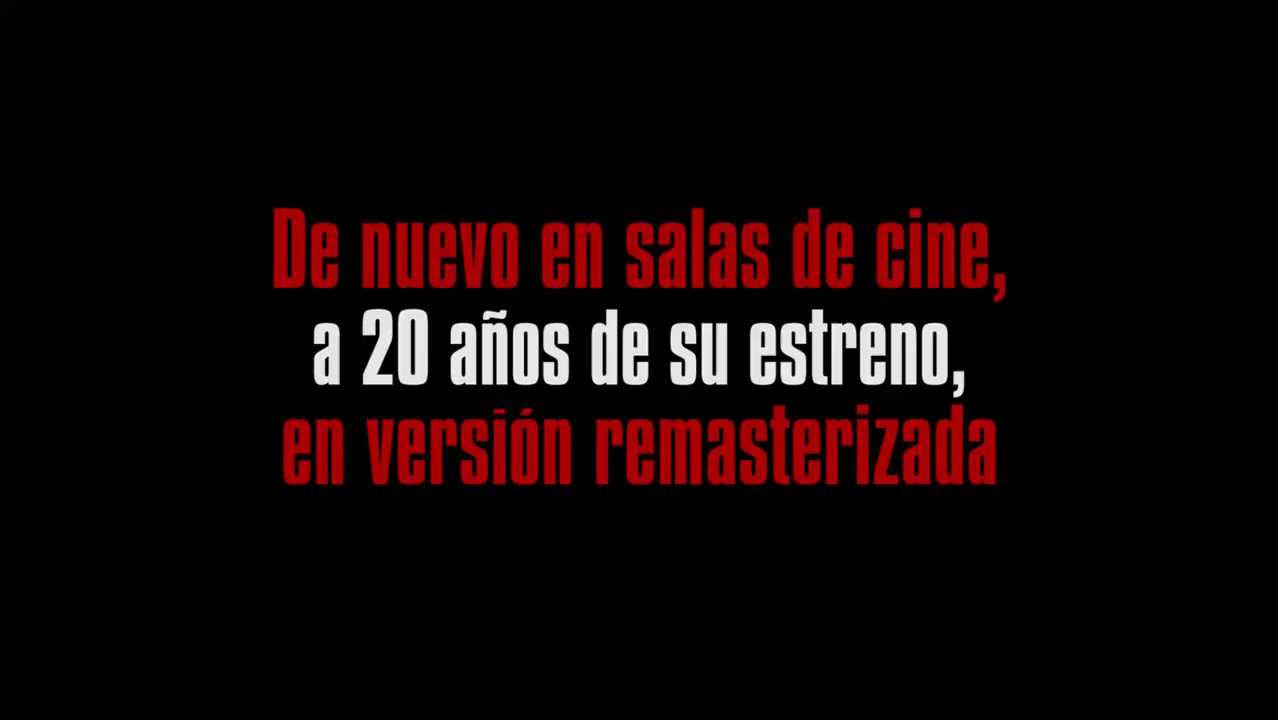 De nuevo en salas de cine,
a 20 años de su estreno,
en versión remasterizada